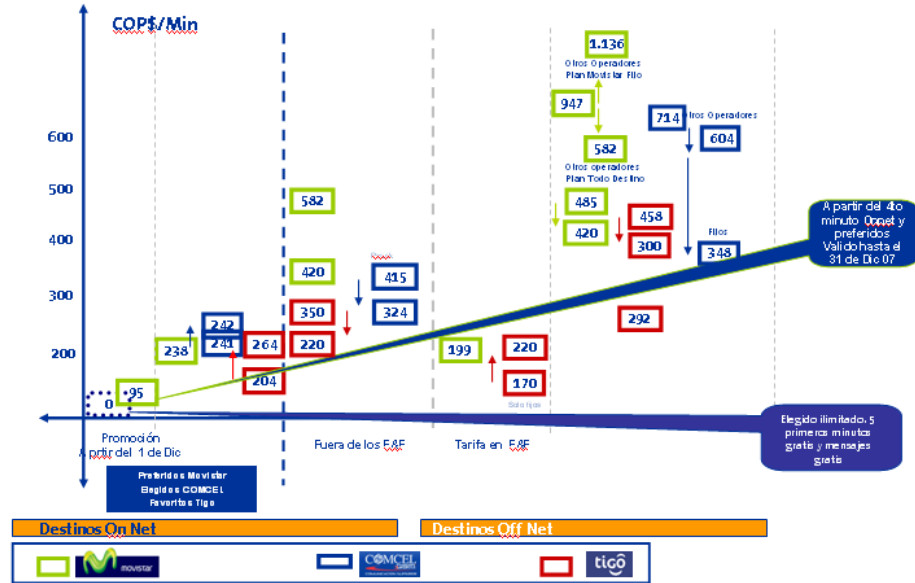 COP$/Min
600
500
400
300
200
0
95
238
242
241
264
204
582
420
350
220
415
324
199
220
170
Solo fijos
1.136
Otros Operadores
Plan Movistar Fijo
947
582
Otros operadores
Plan Todo Destino
485
420
458
300
714
Otros Operadores
604
Fijos
348
292
A partir del 4to
minuto Onnet y
preferidos
Valido hasta el
31 de Dic 07
Elegido ilimitado, 5
primeros minutos
gratis y mensajes
gratis
Promoción
A partir del 1 de Dic
Fuera de los F&F
Tarifa en F&F
Preferidos Movistar
Elegidos COMCEL
Favoritos Tigo
Destinos On Net
Destinos Off Net
movistar
COMCEL
tigo